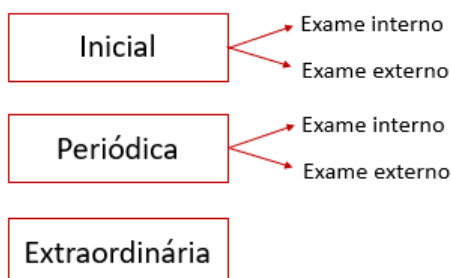 Inicial
Exame interno
Exame externo
Periódica
Exame interno
Exame externo
Extraordinária